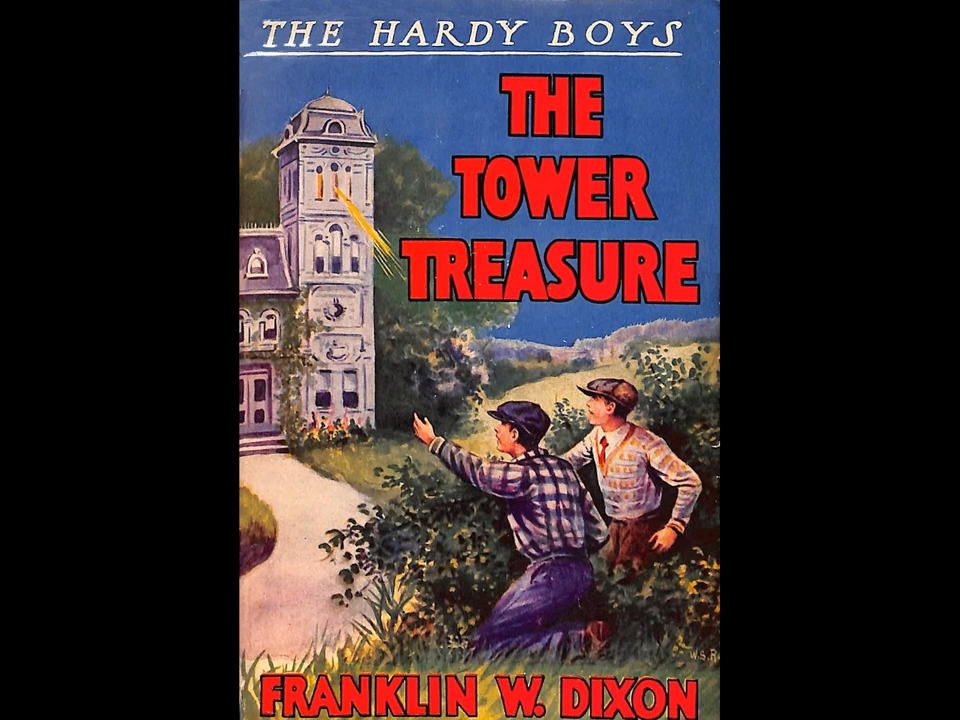 THE HARDY BOYS
THE
TOWER
TREASURE
FRANKLIN W. DIXON